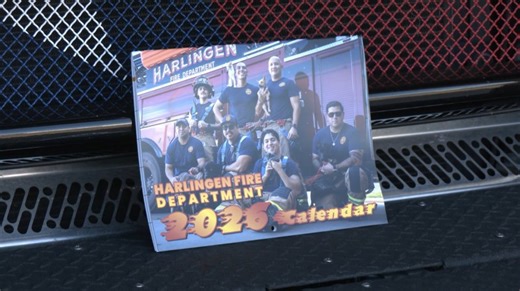 HARLINGEN
FIRE DEPARTMENT
HARLINGEN FIRE
DEPARTMENT
2026 Calendar